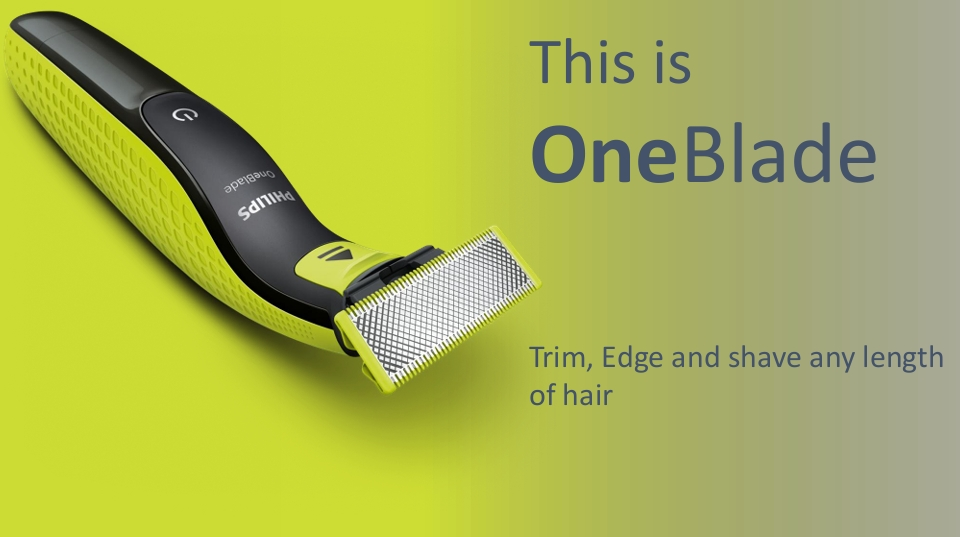 This is
OneBlade
OneBlade
PHILIPS
Trim, Edge and shave any length
of hair